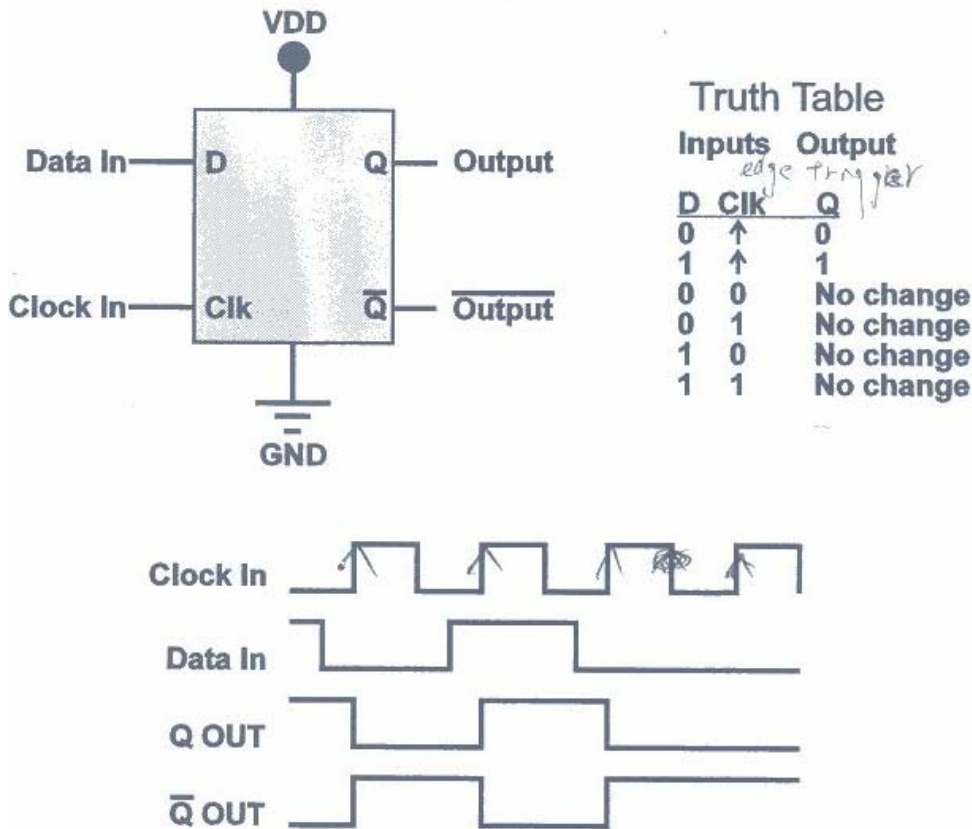 VDD
Data In D Q Output
Clock In Clk Q̅ O̅u̅t̅p̅u̅t̅
GND
Truth Table
Inputs Output
edge trigger
D Clk Q
0 ↑ 0
1 ↑ 1
0 0 No change
0 1 No change
1 0 No change
1 1 No change
Clock In
Data In
Q OUT
Q̅ OUT